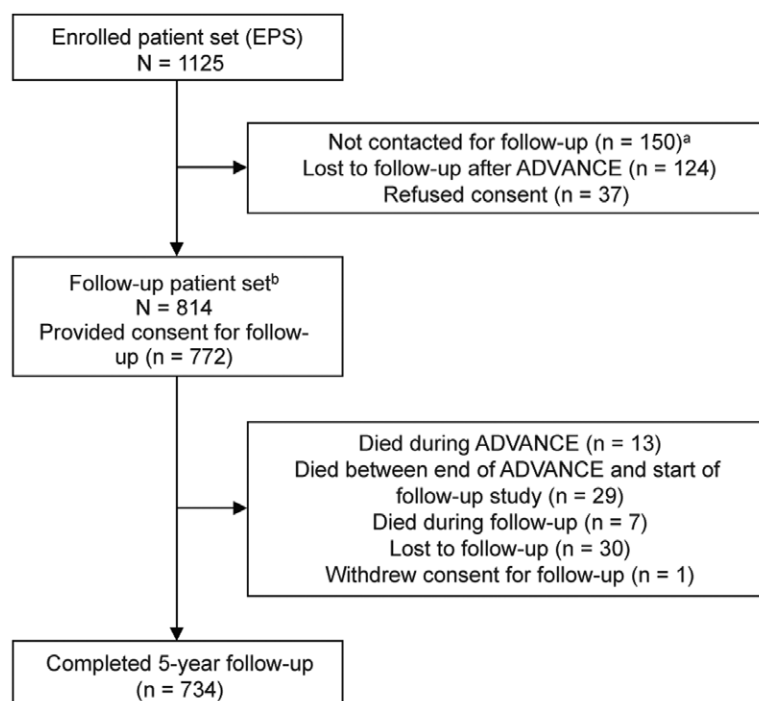 Enrolled patient set (EPS)
N = 1125
Not contacted for follow-up (n = 150)ᵃ
Lost to follow-up after ADVANCE (n = 124)
Refused consent (n = 37)
Follow-up patient setᵇ
N = 814
Provided consent for follow-
up (n = 772)
Died during ADVANCE (n = 13)
Died between end of ADVANCE and start of
follow-up study (n = 29)
Died during follow-up (n = 7)
Lost to follow-up (n = 30)
Withdrew consent for follow-up (n = 1)
Completed 5-year follow-up
(n = 734)